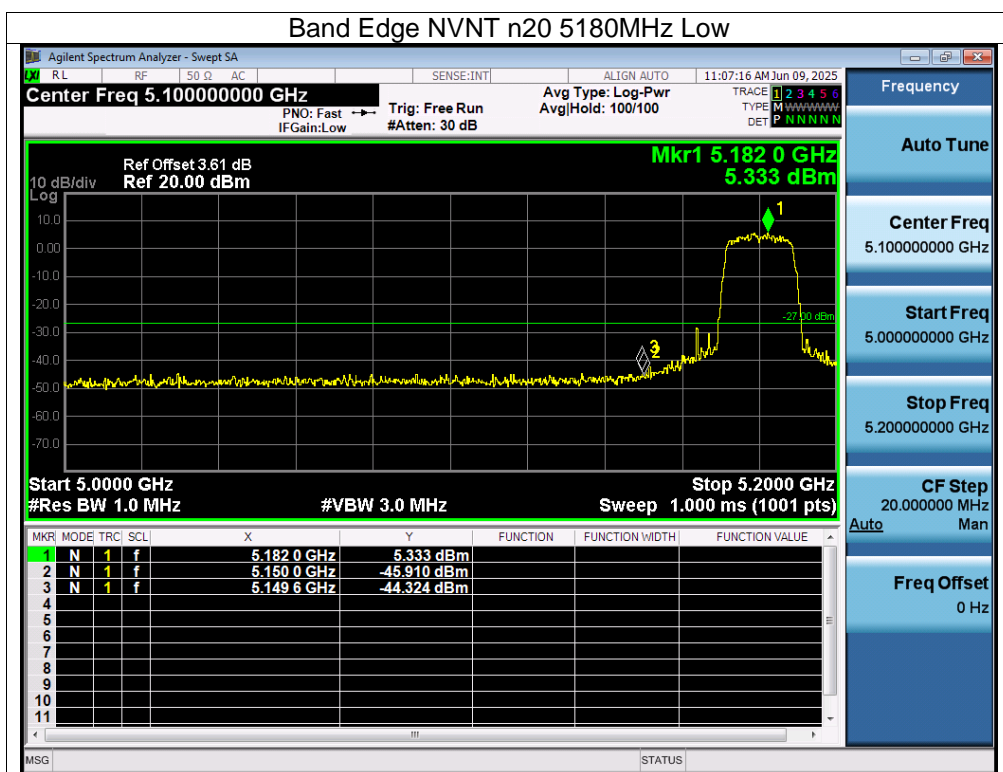 Band Edge NVNT n20 5180MHz Low
Agilent Spectrum Analyzer - Swept SA
LXI RL RF 50 Ω AC SENSE:INT ALIGN AUTO 11:07:16 AM Jun 09, 2025
Center Freq 5.100000000 GHz
PNO: Fast
IFGain:Low
Trig: Free Run
#Atten: 30 dB
Avg Type: Log-Pwr
Avg|Hold: 100/100
TRACE 1 2 3 4 5 6
TYPE M WWWWW
DET P N N N N N
Ref Offset 3.61 dB
10 dB/div Ref 20.00 dBm
Log
Mkr1 5.182 0 GHz
5.333 dBm
10.0
0.00
-10.0
-20.0
-30.0
-40.0
-50.0
-60.0
-70.0
1
-27.00 dBm
3
2
Start 5.0000 GHz Stop 5.2000 GHz
#Res BW 1.0 MHz #VBW 3.0 MHz Sweep 1.000 ms (1001 pts)
MKR MODE TRC SCL X Y FUNCTION FUNCTION WIDTH FUNCTION VALUE
1 N 1 f 5.182 0 GHz 5.333 dBm
2 N 1 f 5.150 0 GHz -45.910 dBm
3 N 1 f 5.149 6 GHz -44.324 dBm
4
5
6
7
8
9
10
11
MSG STATUS
Frequency
Auto Tune
Center Freq
5.100000000 GHz
Start Freq
5.000000000 GHz
Stop Freq
5.200000000 GHz
CF Step
20.000000 MHz
Auto Man
Freq Offset
0 Hz